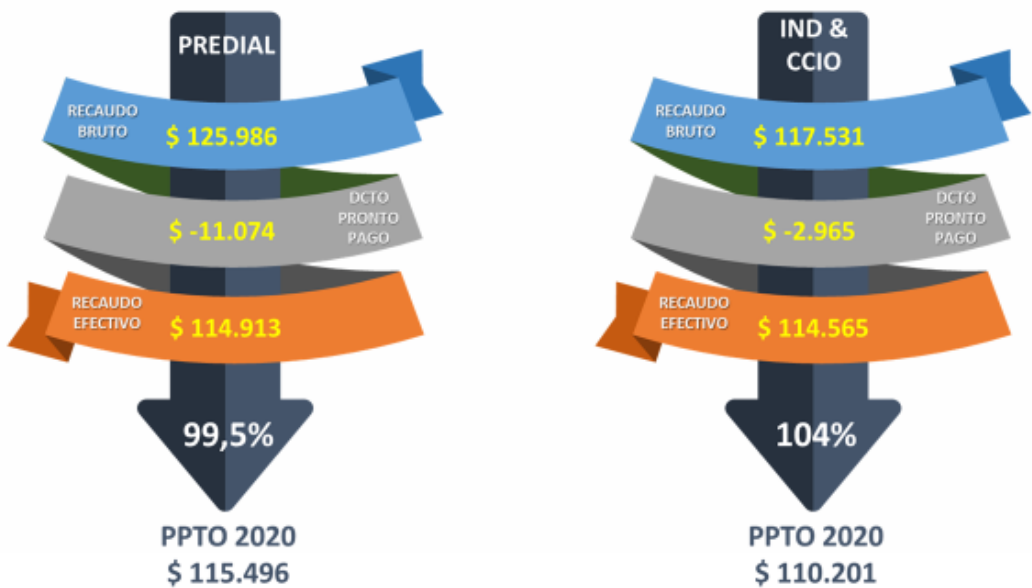 PREDIAL
RECAUDO
BRUTO
$ 125.986
DCTO
PRONTO
PAGO
$ -11.074
RECAUDO
EFECTIVO
$ 114.913
99,5%
PPTO 2020
$ 115.496
IND &
CCIO
RECAUDO
BRUTO
$ 117.531
DCTO
PRONTO
PAGO
$ -2.965
RECAUDO
EFECTIVO
$ 114.565
104%
PPTO 2020
$ 110.201